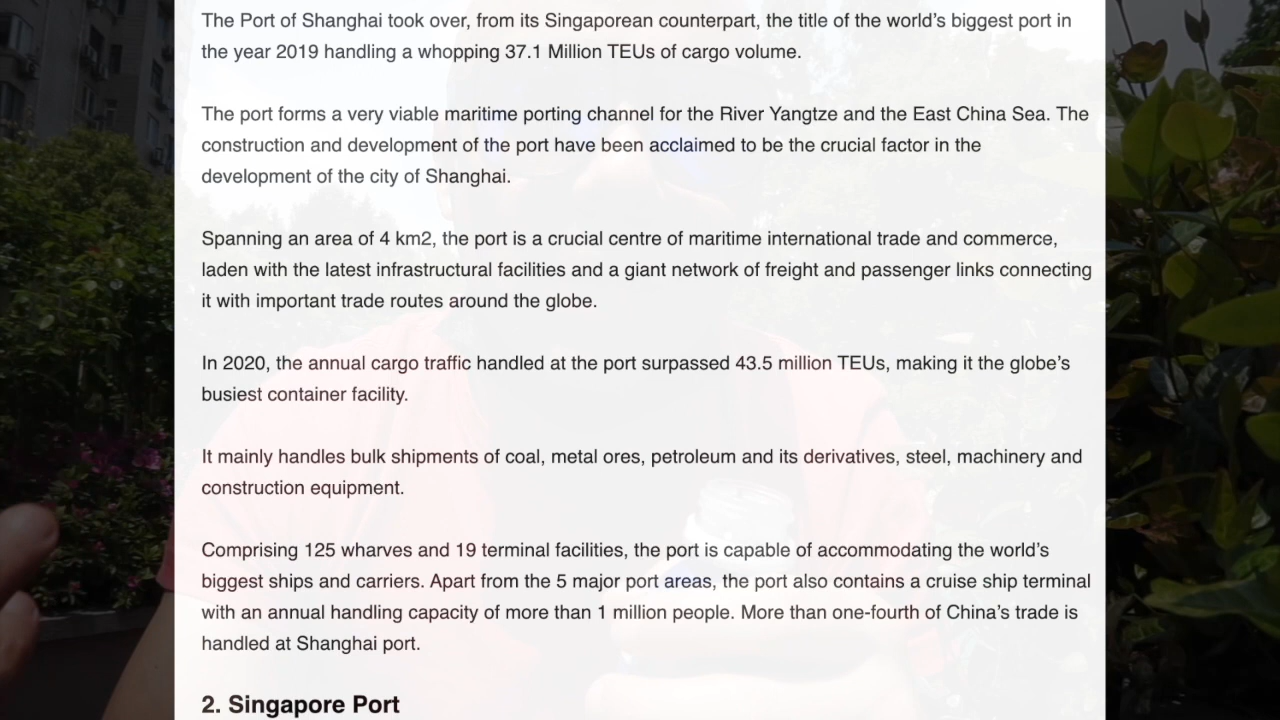 The Port of Shanghai took over, from its Singaporean counterpart, the title of the world’s biggest port in
the year 2019 handling a whopping 37.1 Million TEUs of cargo volume.
The port forms a very viable maritime porting channel for the River Yangtze and the East China Sea. The
construction and development of the port have been acclaimed to be the crucial factor in the
development of the city of Shanghai.
Spanning an area of 4 km2, the port is a crucial centre of maritime international trade and commerce,
laden with the latest infrastructural facilities and a giant network of freight and passenger links connecting
it with important trade routes around the globe.
In 2020, the annual cargo traffic handled at the port surpassed 43.5 million TEUs, making it the globe’s
busiest container facility.
It mainly handles bulk shipments of coal, metal ores, petroleum and its derivatives, steel, machinery and
construction equipment.
Comprising 125 wharves and 19 terminal facilities, the port is capable of accommodating the world’s
biggest ships and carriers. Apart from the 5 major port areas, the port also contains a cruise ship terminal
with an annual handling capacity of more than 1 million people. More than one-fourth of China’s trade is
handled at Shanghai port.
2. Singapore Port